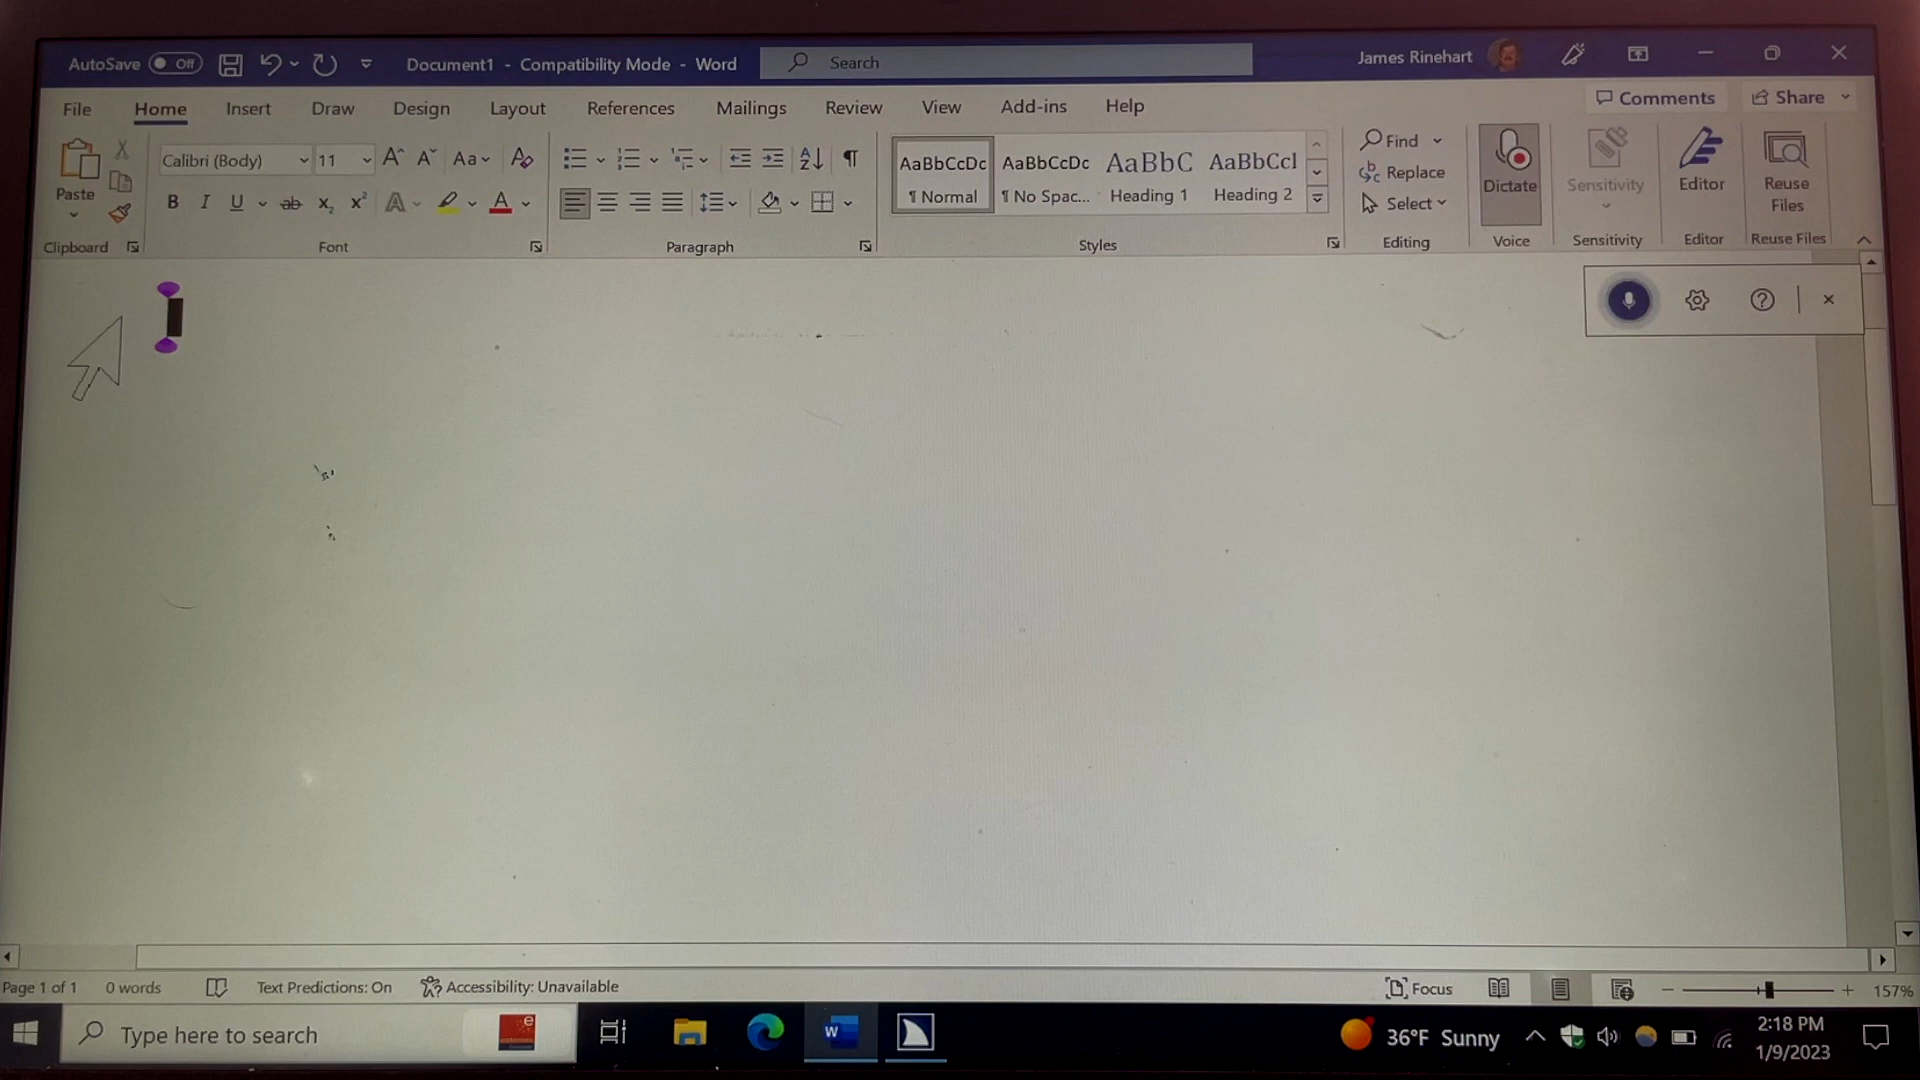 AutoSave Off Document1 - Compatibility Mode - Word Search James Rinehart
File Home Insert Draw Design Layout References Mailings Review View Add-ins Help Comments Share
Paste
Clipboard
Calibri (Body) 11 A A Aa A
B I U ab x₂ x² A A
Font
A Z ¶
Paragraph
AaBbCcDc AaBbCcDc AaBbC AaBbCcI
¶ Normal ¶ No Spac... Heading 1 Heading 2
Styles
Find
Replace
Select
Editing
Dictate
Voice
Sensitivity
Sensitivity
Editor
Editor
Reuse
Files
Reuse Files
Page 1 of 1 0 words Text Predictions: On Accessibility: Unavailable Focus 157%
Type here to search e W 36°F Sunny 2:18 PM
1/9/2023